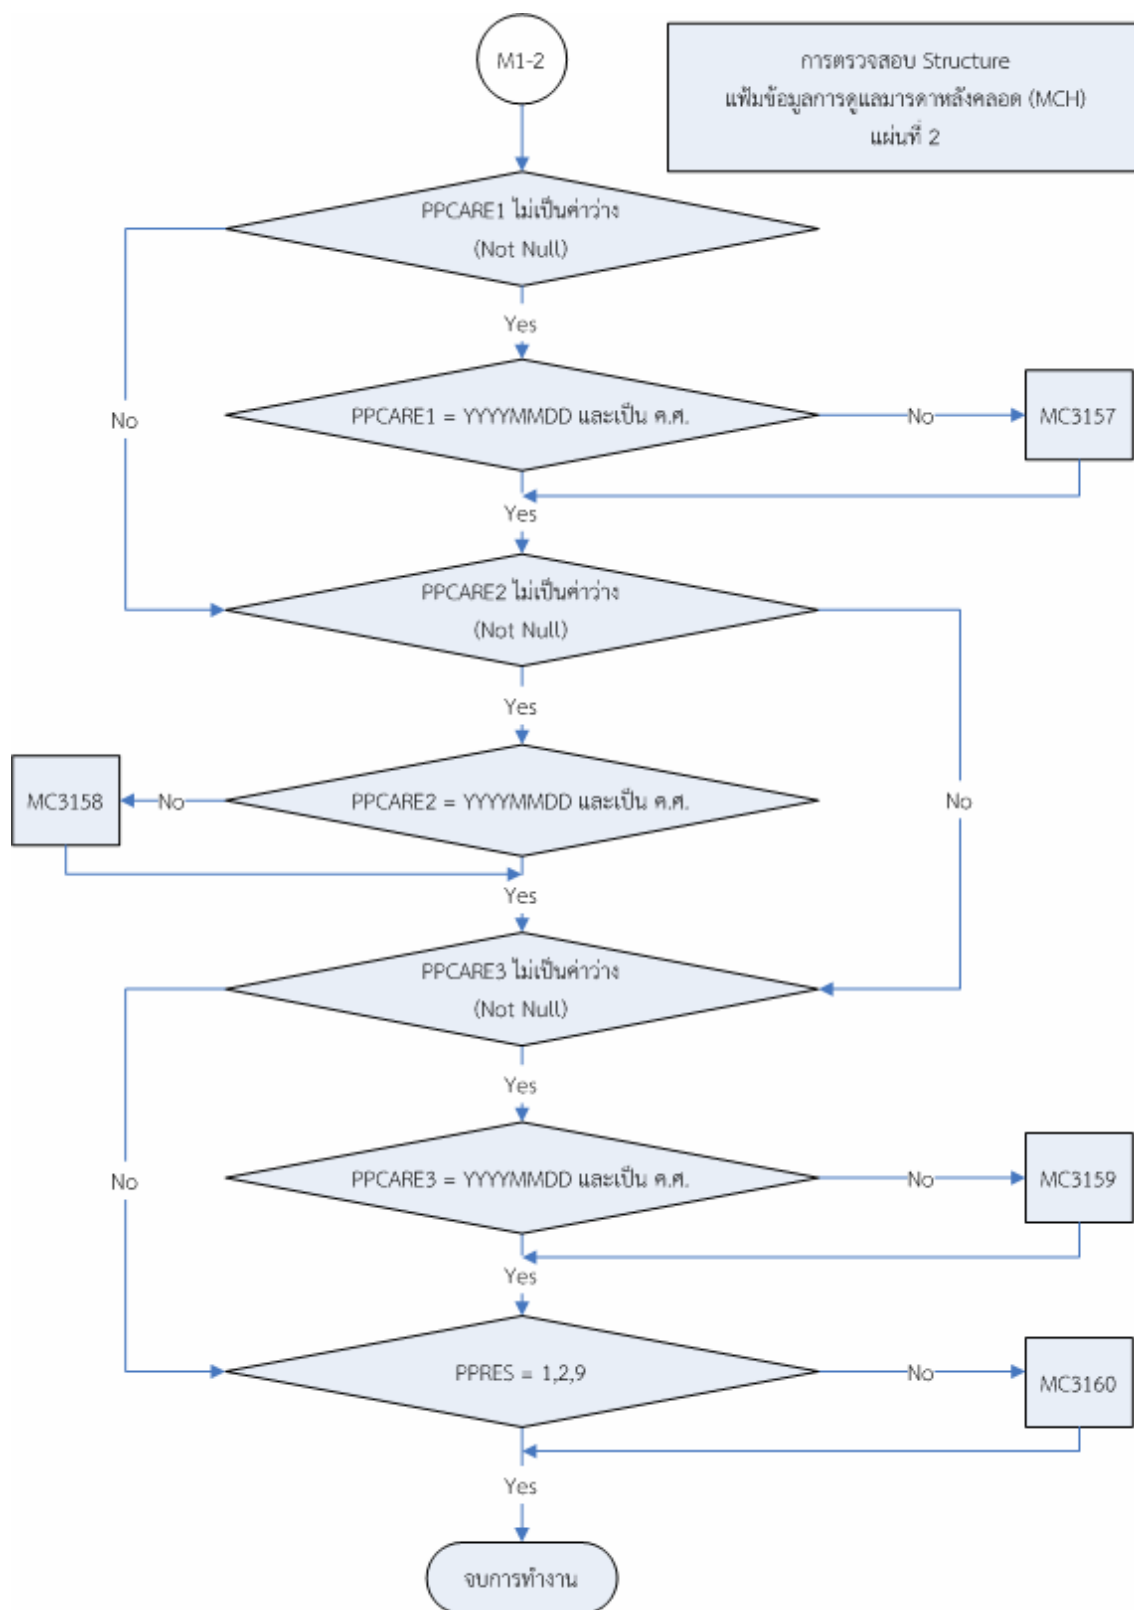 M1-2
การตรวจสอบ Structure
แฟ้มข้อมูลการดูแลมารดาหลังคลอด (MCH)
แผ่นที่ 2
PPCARE1 ไม่เป็นค่าว่าง
(Not Null)
Yes
No
PPCARE1 = YYYYMMDD และเป็น ค.ศ.
No
MC3157
Yes
PPCARE2 ไม่เป็นค่าว่าง
(Not Null)
Yes
MC3158
No
PPCARE2 = YYYYMMDD และเป็น ค.ศ.
No
Yes
PPCARE3 ไม่เป็นค่าว่าง
(Not Null)
Yes
No
PPCARE3 = YYYYMMDD และเป็น ค.ศ.
No
MC3159
Yes
PPRES = 1,2,9
No
MC3160
Yes
จบการทำงาน